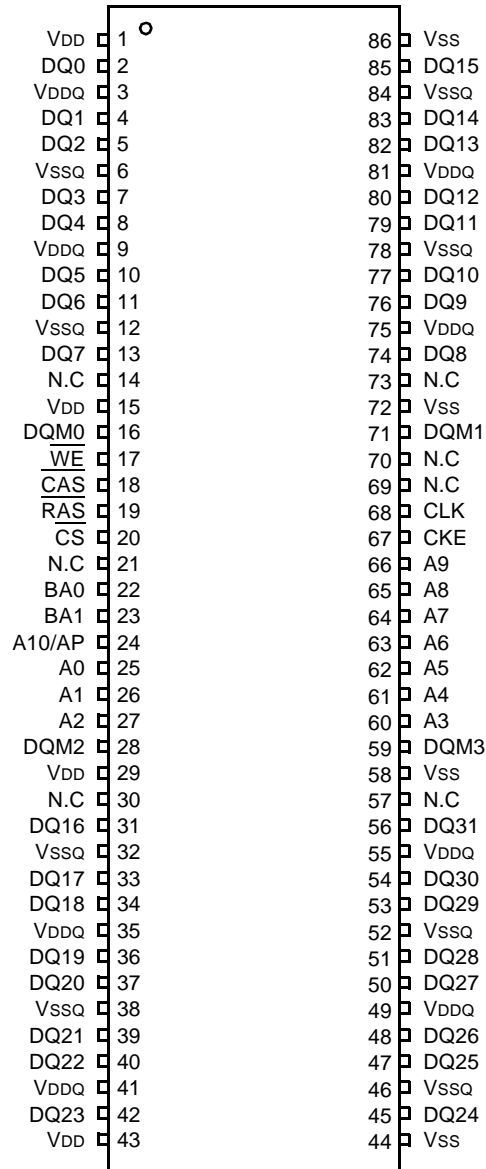 VDD 1 86 VSS
DQ0 2 85 DQ15
VDDQ 3 84 VSSQ
DQ1 4 83 DQ14
DQ2 5 82 DQ13
VSSQ 6 81 VDDQ
DQ3 7 80 DQ12
DQ4 8 79 DQ11
VDDQ 9 78 VSSQ
DQ5 10 77 DQ10
DQ6 11 76 DQ9
VSSQ 12 75 VDDQ
DQ7 13 74 DQ8
N.C 14 73 N.C
VDD 15 72 VSS
DQM0 16 71 DQM1
WE 17 70 N.C
CAS 18 69 N.C
RAS 19 68 CLK
CS 20 67 CKE
N.C 21 66 A9
BA0 22 65 A8
BA1 23 64 A7
A10/AP 24 63 A6
A0 25 62 A5
A1 26 61 A4
A2 27 60 A3
DQM2 28 59 DQM3
VDD 29 58 VSS
N.C 30 57 N.C
DQ16 31 56 DQ31
VSSQ 32 55 VDDQ
DQ17 33 54 DQ30
DQ18 34 53 DQ29
VDDQ 35 52 VSSQ
DQ19 36 51 DQ28
DQ20 37 50 DQ27
VSSQ 38 49 VDDQ
DQ21 39 48 DQ26
DQ22 40 47 DQ25
VDDQ 41 46 VSSQ
DQ23 42 45 DQ24
VDD 43 44 VSS